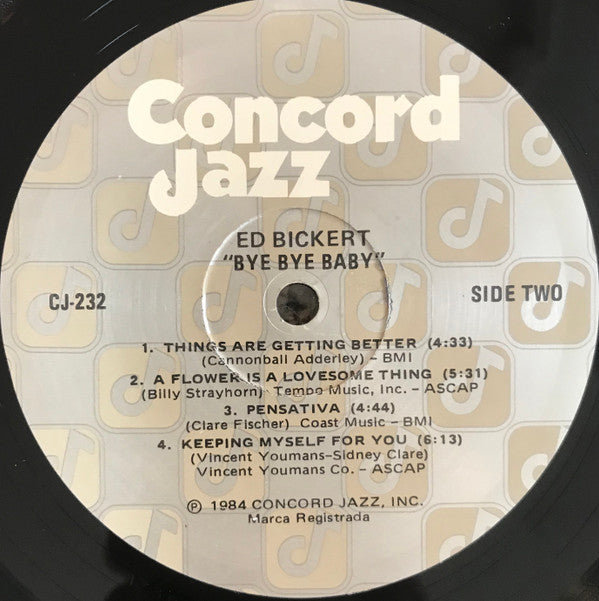 Concord
Jazz
ED BICKERT
"BYE BYE BABY"
CJ-232
SIDE TWO
1. THINGS ARE GETTING BETTER (4:33)
(Cannonball Adderley) – BMI
2. A FLOWER IS A LOVESOME THING (5:31)
(Billy Strayhorn) Tempo Music, Inc. – ASCAP
3. PENSATIVA (4:44)
(Clare Fischer) Coast Music – BMI
4. KEEPING MYSELF FOR YOU (6:13)
(Vincent Youmans–Sidney Clare)
Vincent Youmans Co. – ASCAP
℗ 1984 CONCORD JAZZ, INC.
Marca Registrada